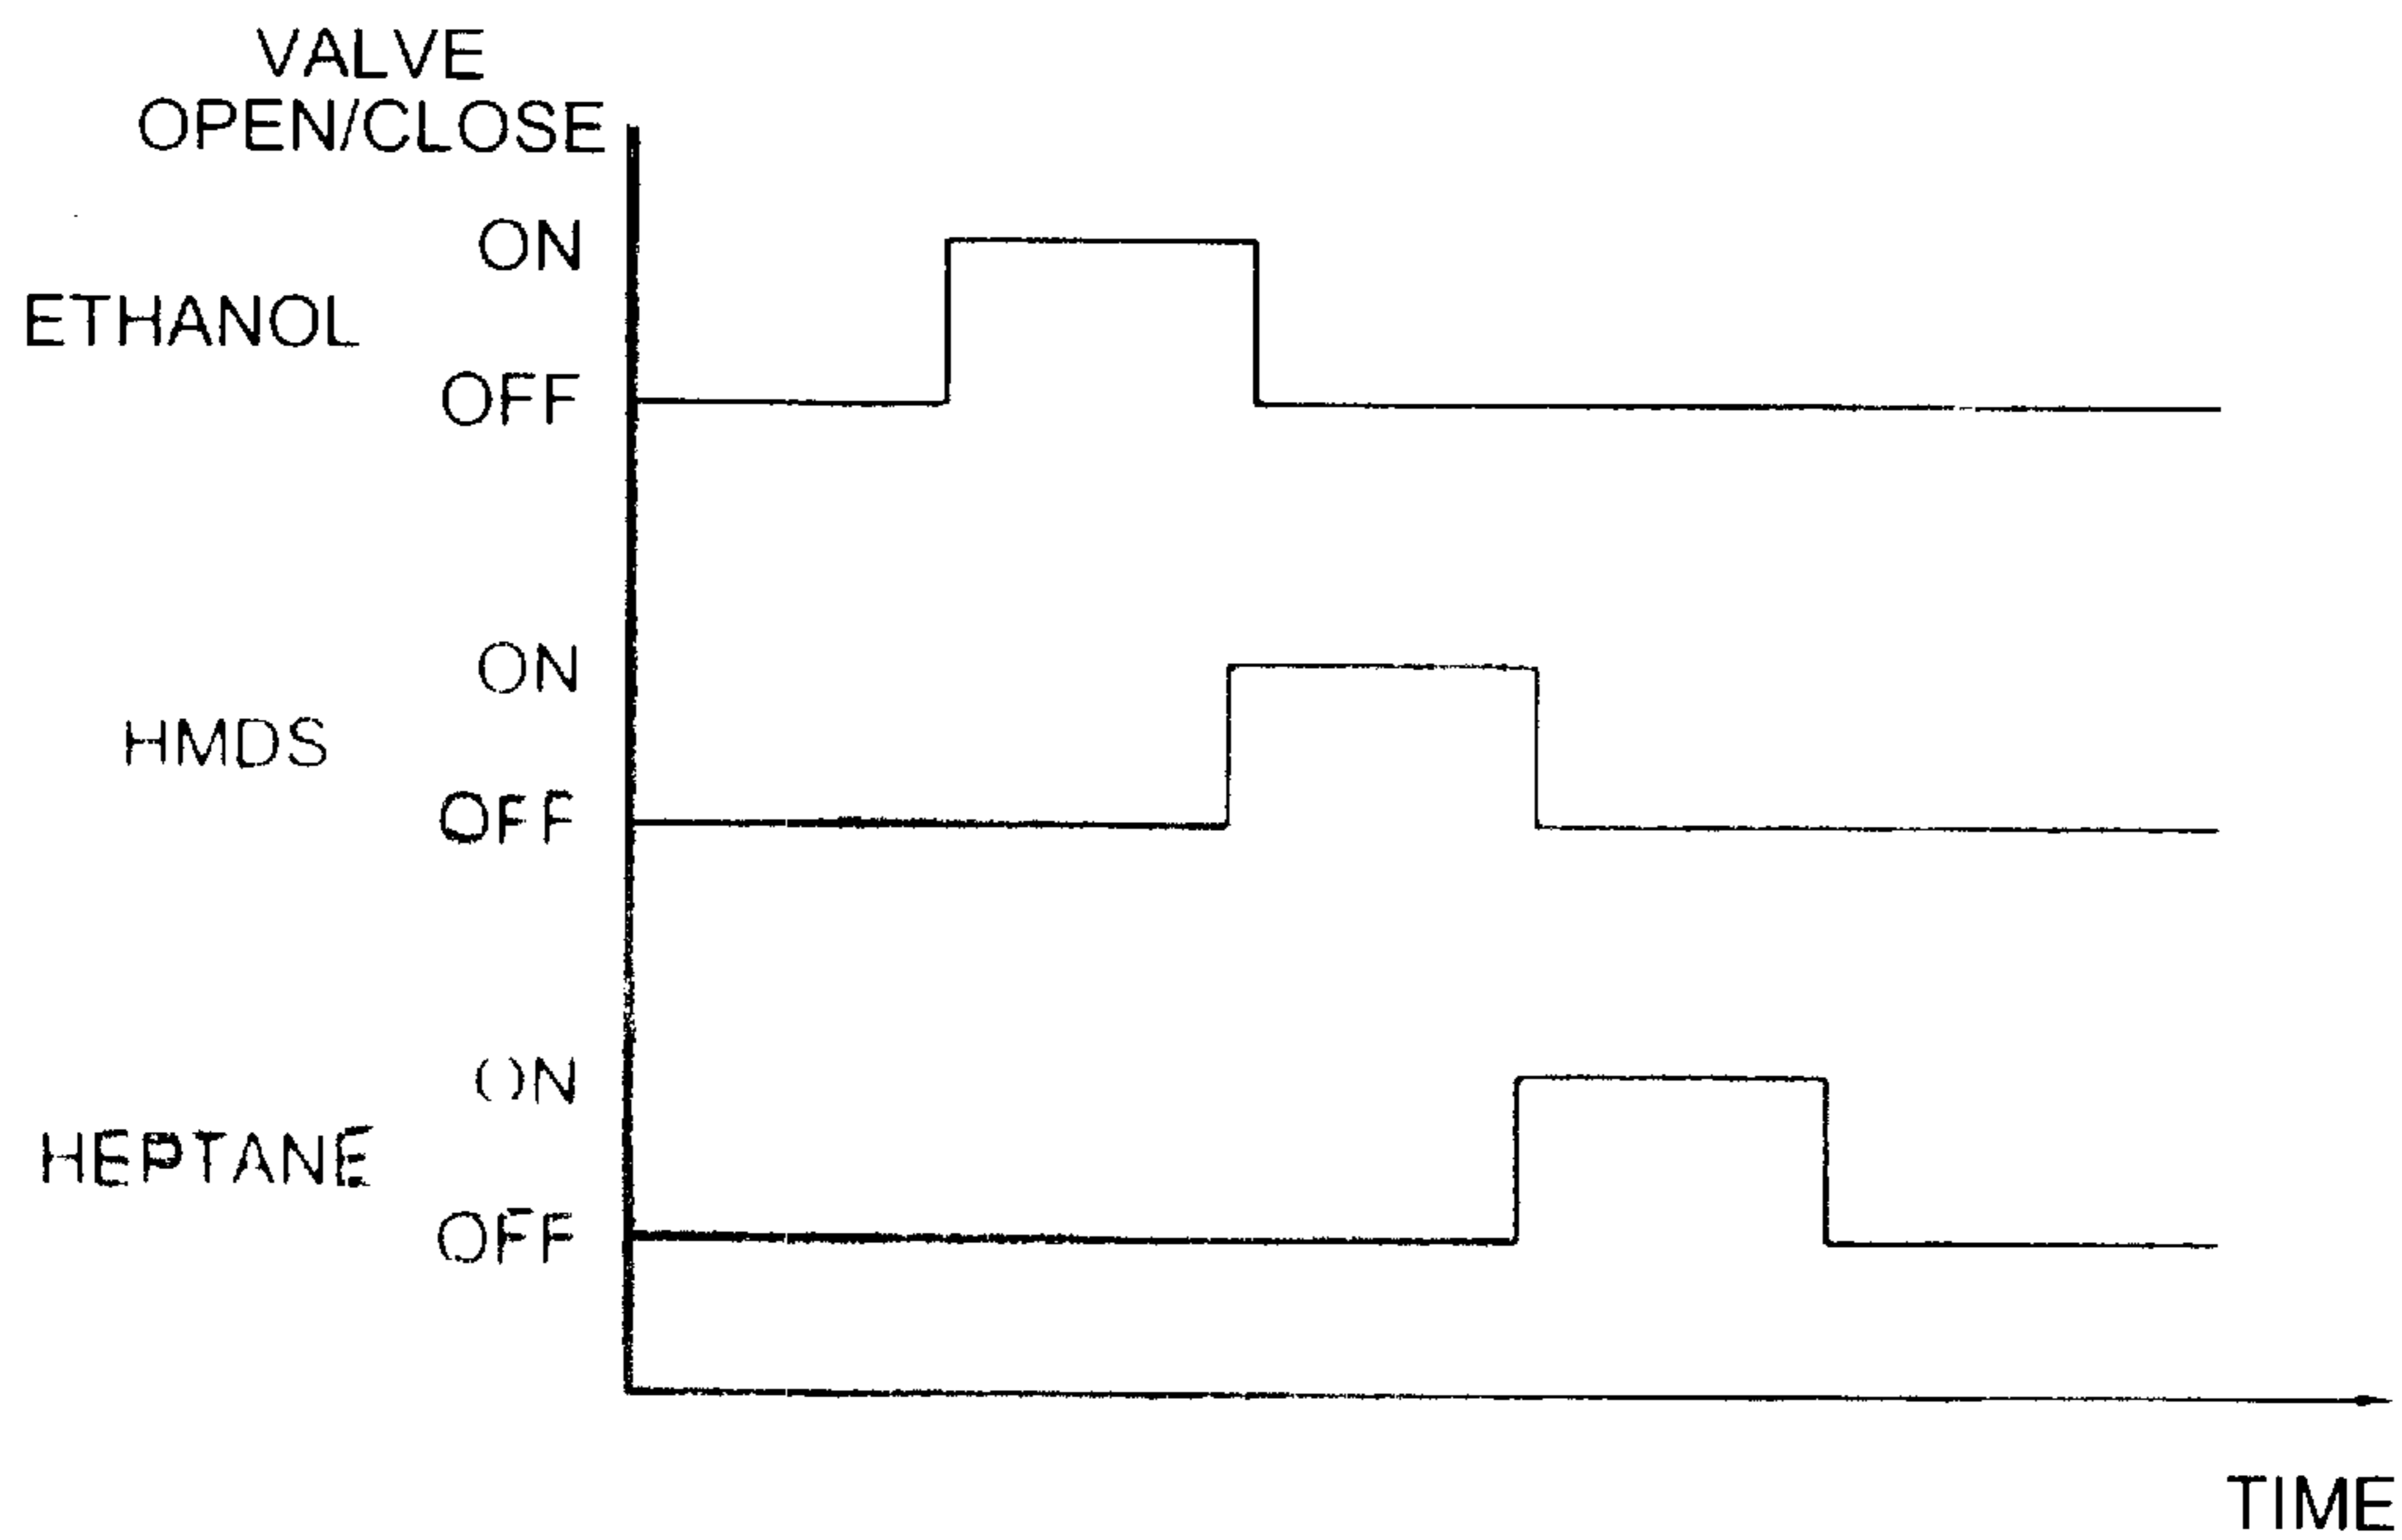 VALVE
OPEN/CLOSE
ON
ETHANOL
OFF
ON
HMDS
OFF
ON
HEPTANE
OFF
TIME